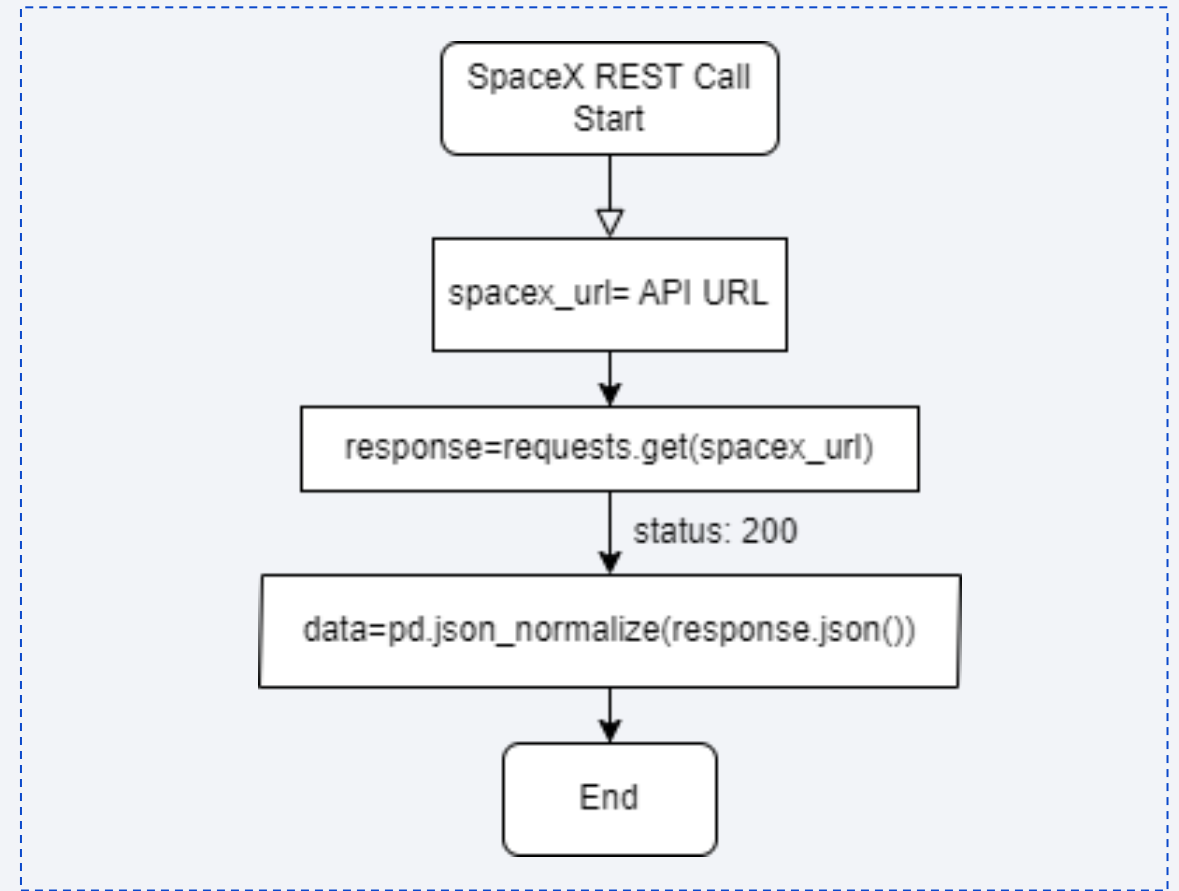 SpaceX REST Call
Start
spacex_url= API URL
response=requests.get(spacex_url)
status: 200
data=pd.json_normalize(response.json())
End